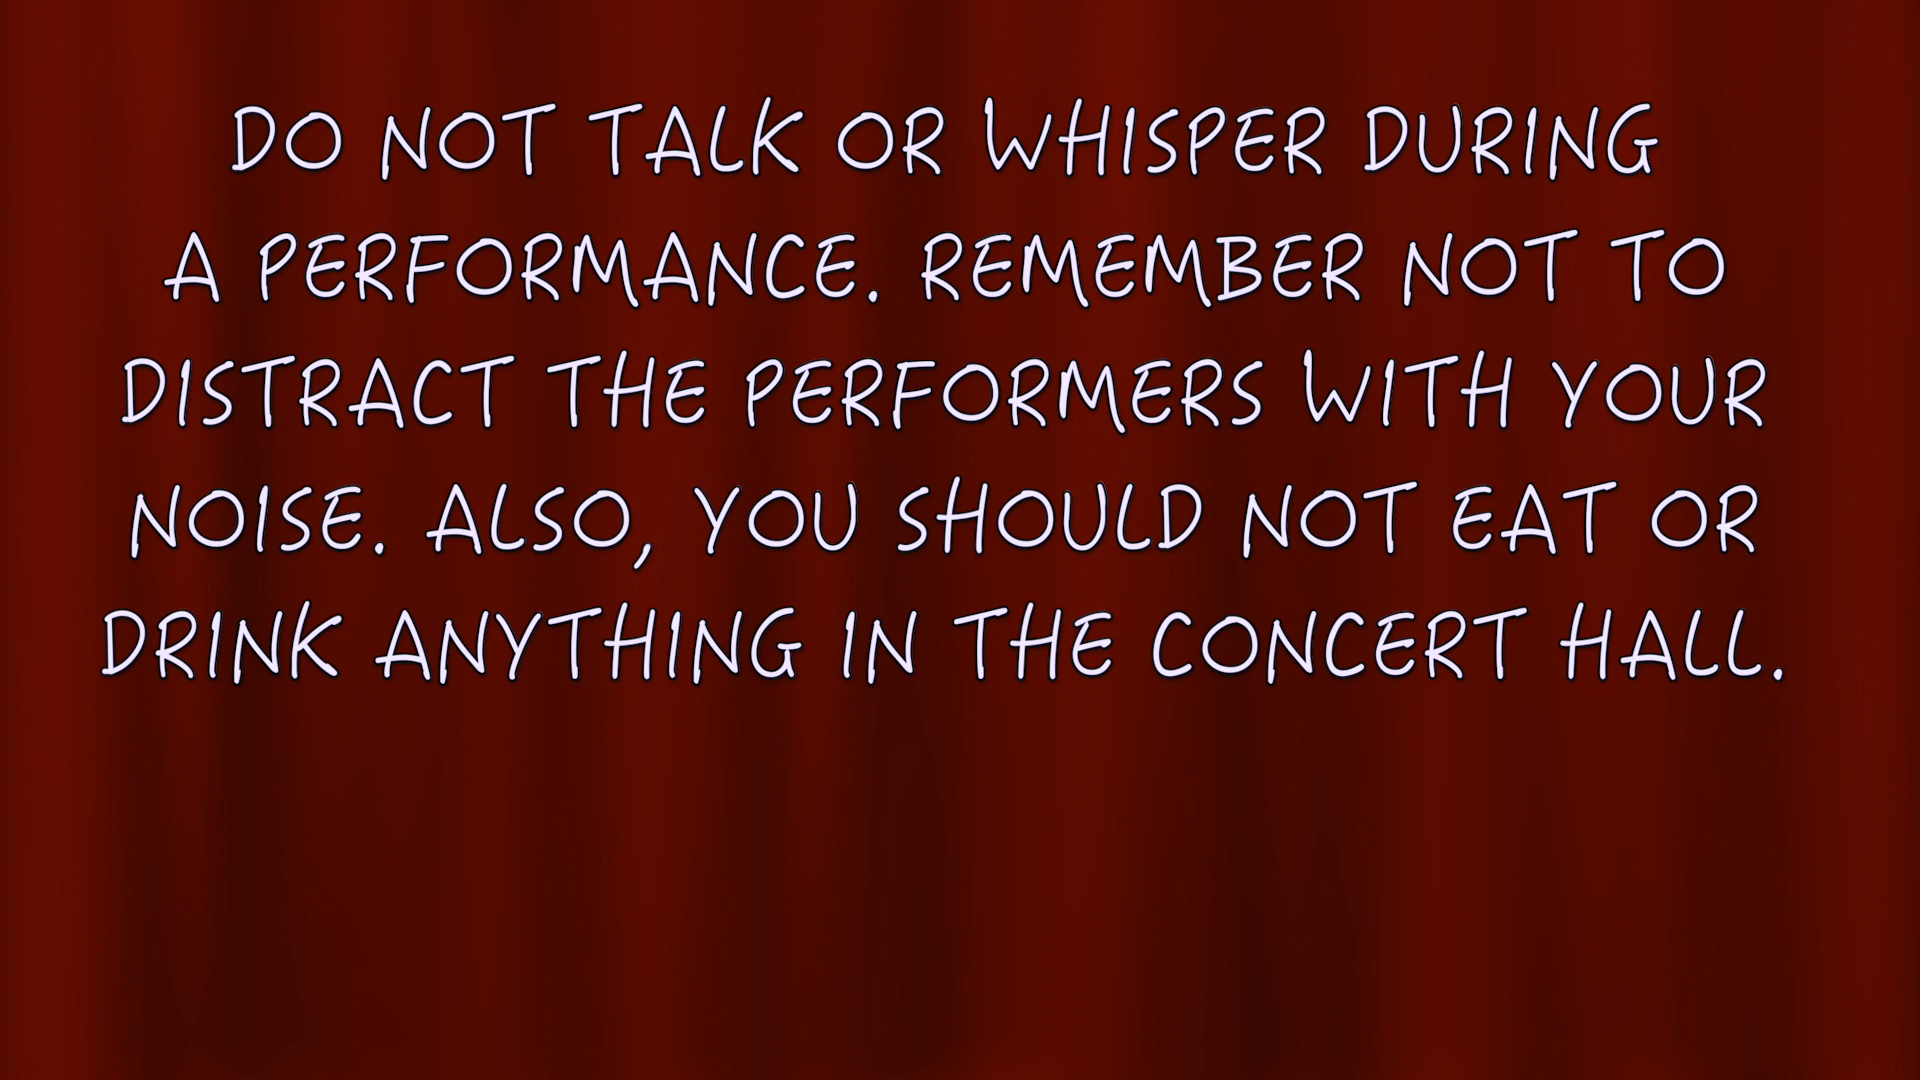 DO NOT TALK OR WHISPER DURING
A PERFORMANCE. REMEMBER NOT TO
DISTRACT THE PERFORMERS WITH YOUR
NOISE. ALSO, YOU SHOULD NOT EAT OR
DRINK ANYTHING IN THE CONCERT HALL.